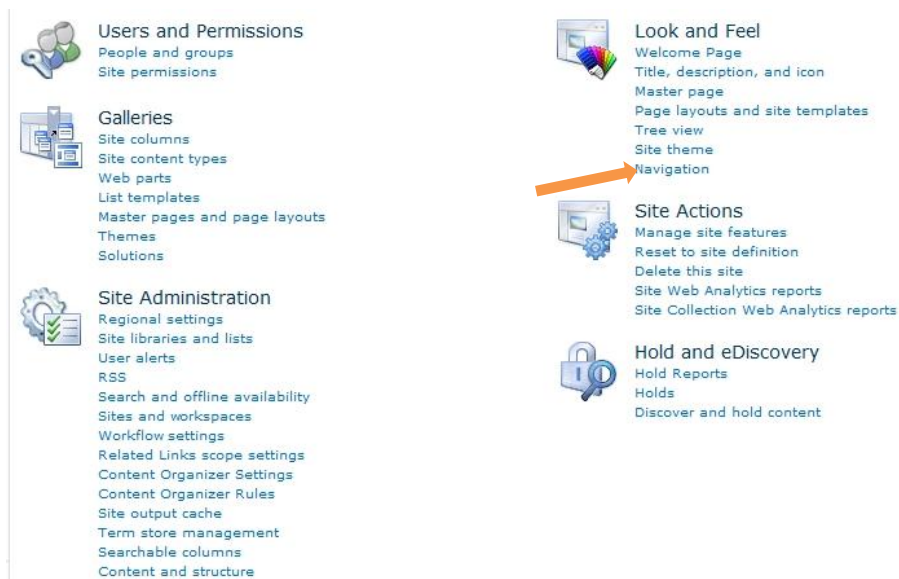 Users and Permissions
People and groups
Site permissions
Galleries
Site columns
Site content types
Web parts
List templates
Master pages and page layouts
Themes
Solutions
Site Administration
Regional settings
Site libraries and lists
User alerts
RSS
Search and offline availability
Sites and workspaces
Workflow settings
Related Links scope settings
Content Organizer Settings
Content Organizer Rules
Site output cache
Term store management
Searchable columns
Content and structure
Look and Feel
Welcome Page
Title, description, and icon
Master page
Page layouts and site templates
Tree view
Site theme
Navigation
Site Actions
Manage site features
Reset to site definition
Delete this site
Site Web Analytics reports
Site Collection Web Analytics reports
Hold and eDiscovery
Hold Reports
Holds
Discover and hold content